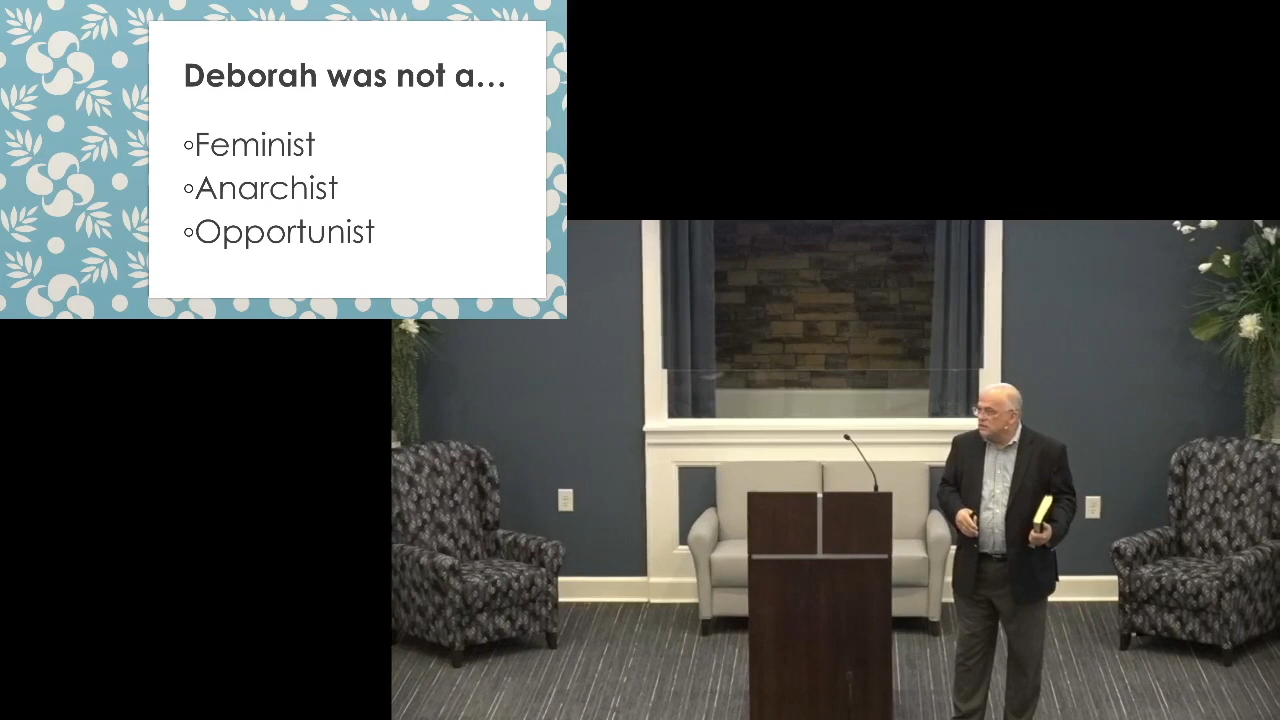 Deborah was not a...
◦Feminist
◦Anarchist
◦Opportunist